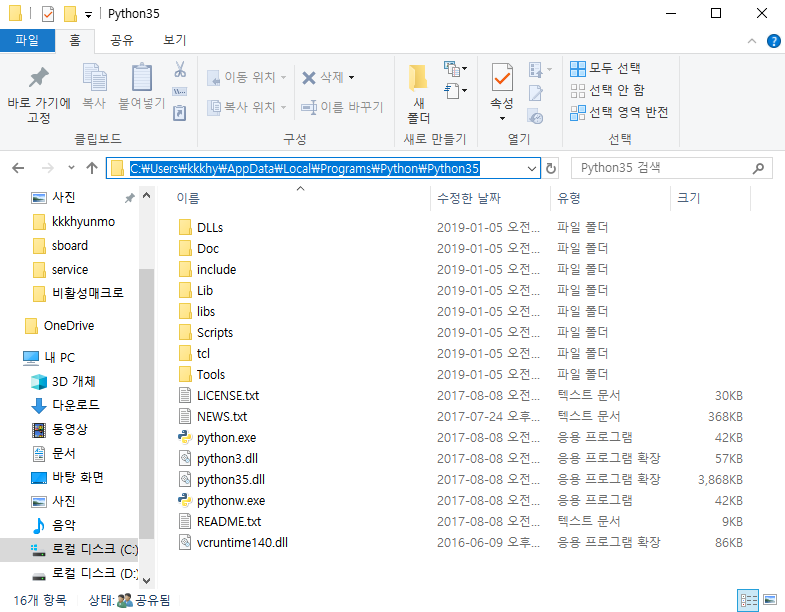 Python35
파일 홈 공유 보기
바로 가기에 고정
복사
붙여넣기
이동 위치
복사 위치
삭제
이름 바꾸기
새 폴더
속성
모두 선택
선택 안 함
선택 영역 반전
클립보드 구성 새로 만들기 열기 선택
C:₩Users₩kkkhy₩AppData₩Local₩Programs₩Python₩Python35
Python35 검색
사진
kkkhyunmo
sboard
service
비활성매크로
OneDrive
내 PC
3D 개체
다운로드
동영상
문서
바탕 화면
사진
음악
로컬 디스크 (C:)
로컬 디스크 (D:)
이름 수정한 날짜 유형 크기
DLLs 2019-01-05 오전... 파일 폴더
Doc 2019-01-05 오전... 파일 폴더
include 2019-01-05 오전... 파일 폴더
Lib 2019-01-05 오전... 파일 폴더
libs 2019-01-05 오전... 파일 폴더
Scripts 2019-01-05 오전... 파일 폴더
tcl 2019-01-05 오전... 파일 폴더
Tools 2019-01-05 오전... 파일 폴더
LICENSE.txt 2017-08-08 오전... 텍스트 문서 30KB
NEWS.txt 2017-07-24 오후... 텍스트 문서 368KB
python.exe 2017-08-08 오전... 응용 프로그램 42KB
python3.dll 2017-08-08 오전... 응용 프로그램 확장 57KB
python35.dll 2017-08-08 오전... 응용 프로그램 확장 3,868KB
pythonw.exe 2017-08-08 오전... 응용 프로그램 42KB
README.txt 2017-08-08 오전... 텍스트 문서 9KB
vcruntime140.dll 2016-06-09 오후... 응용 프로그램 확장 86KB
16개 항목 상태: 공유됨